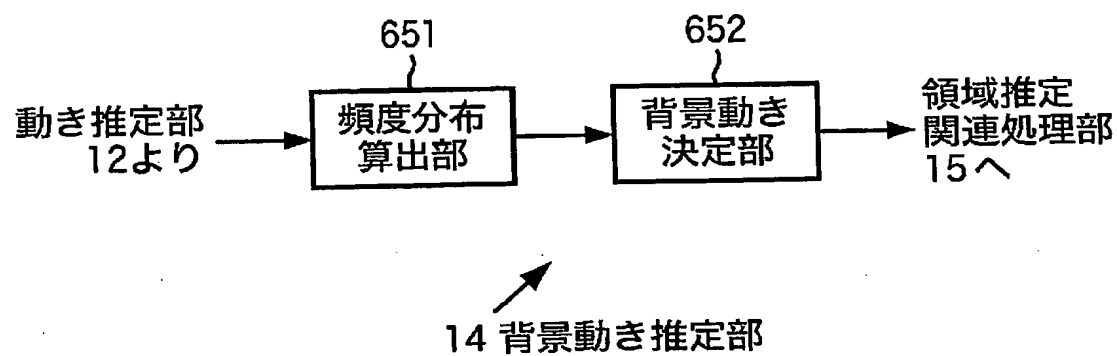 651
652
動き推定部
12より
頻度分布
算出部
背景動き
決定部
領域推定
関連処理部
15へ
14 背景動き推定部